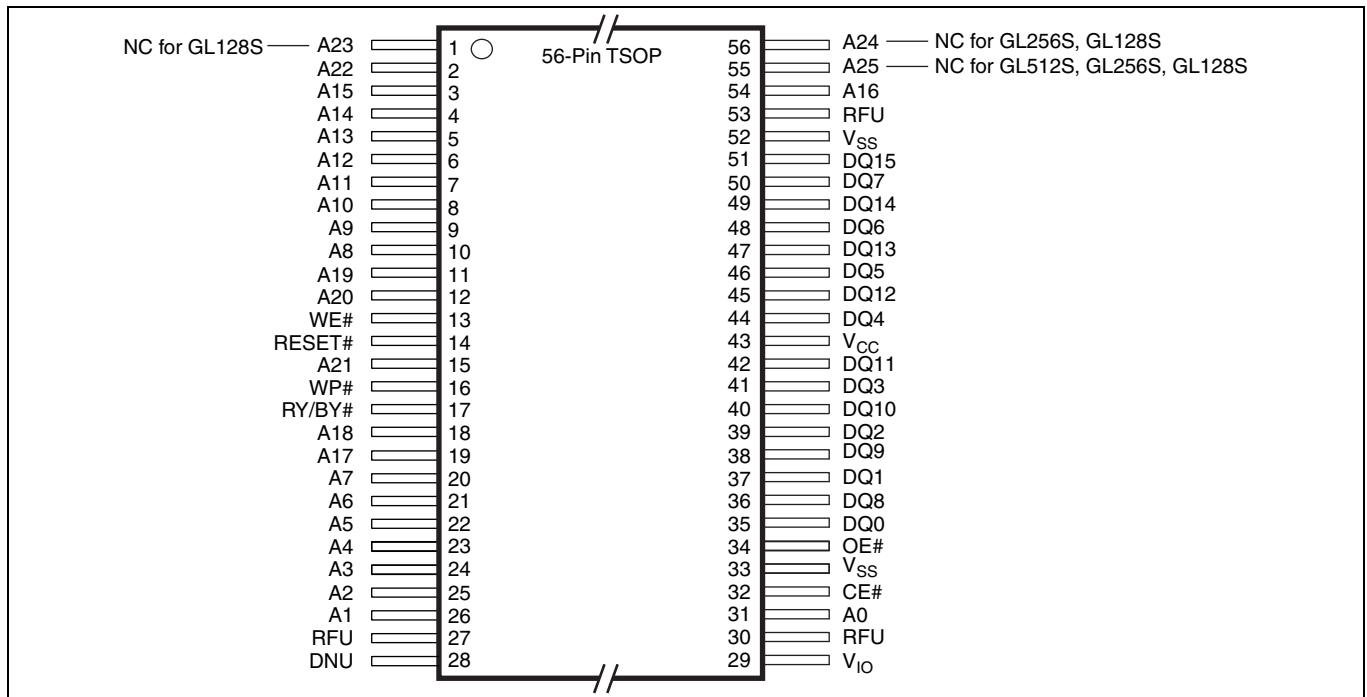 NC for GL128S A23 1 56-Pin TSOP 56 A24 NC for GL256S, GL128S
A22 2 55 A25 NC for GL512S, GL256S, GL128S
A15 3 54 A16
A14 4 53 RFU
A13 5 52 VSS
A12 6 51 DQ15
A11 7 50 DQ7
A10 8 49 DQ14
A9 9 48 DQ6
A8 10 47 DQ13
A19 11 46 DQ5
A20 12 45 DQ12
WE# 13 44 DQ4
RESET# 14 43 VCC
A21 15 42 DQ11
WP# 16 41 DQ3
RY/BY# 17 40 DQ10
A18 18 39 DQ2
A17 19 38 DQ9
A7 20 37 DQ1
A6 21 36 DQ8
A5 22 35 DQ0
A4 23 34 OE#
A3 24 33 VSS
A2 25 32 CE#
A1 26 31 A0
RFU 27 30 RFU
DNU 28 29 VIO